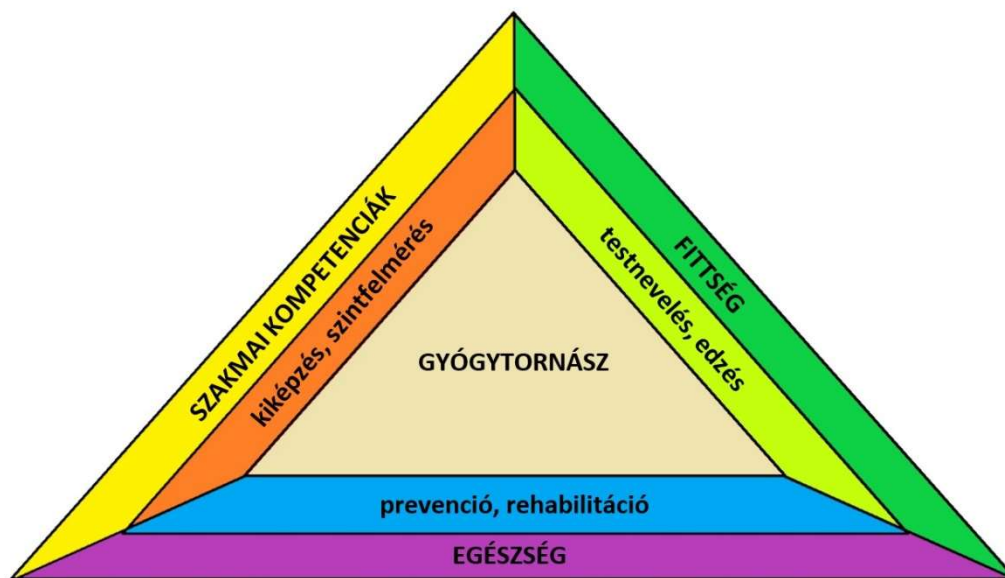 SZAKMAI KOMPETENCIÁK
kiképzés, szintfelmérés
FITTSÉG
testnevelés, edzés
GYÓGYTORNÁSZ
prevenció, rehabilitáció
EGÉSZSÉG